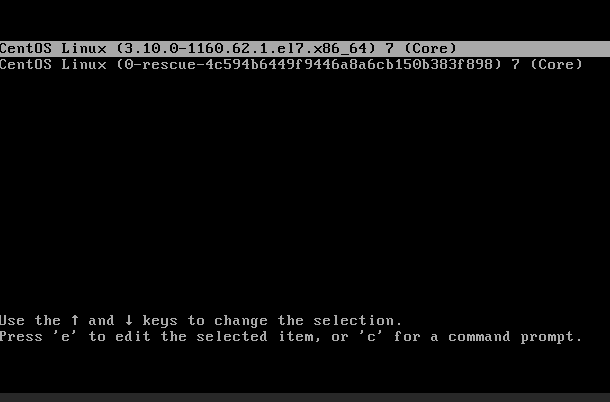 CentOS Linux (3.10.0-1160.62.1.el7.x86_64) 7 (Core)
CentOS Linux (0-rescue-4c594b6449f9446a8a6cb150b383f898) 7 (Core)
Use the ↑ and ↓ keys to change the selection.
Press 'e' to edit the selected item, or 'c' for a command prompt.